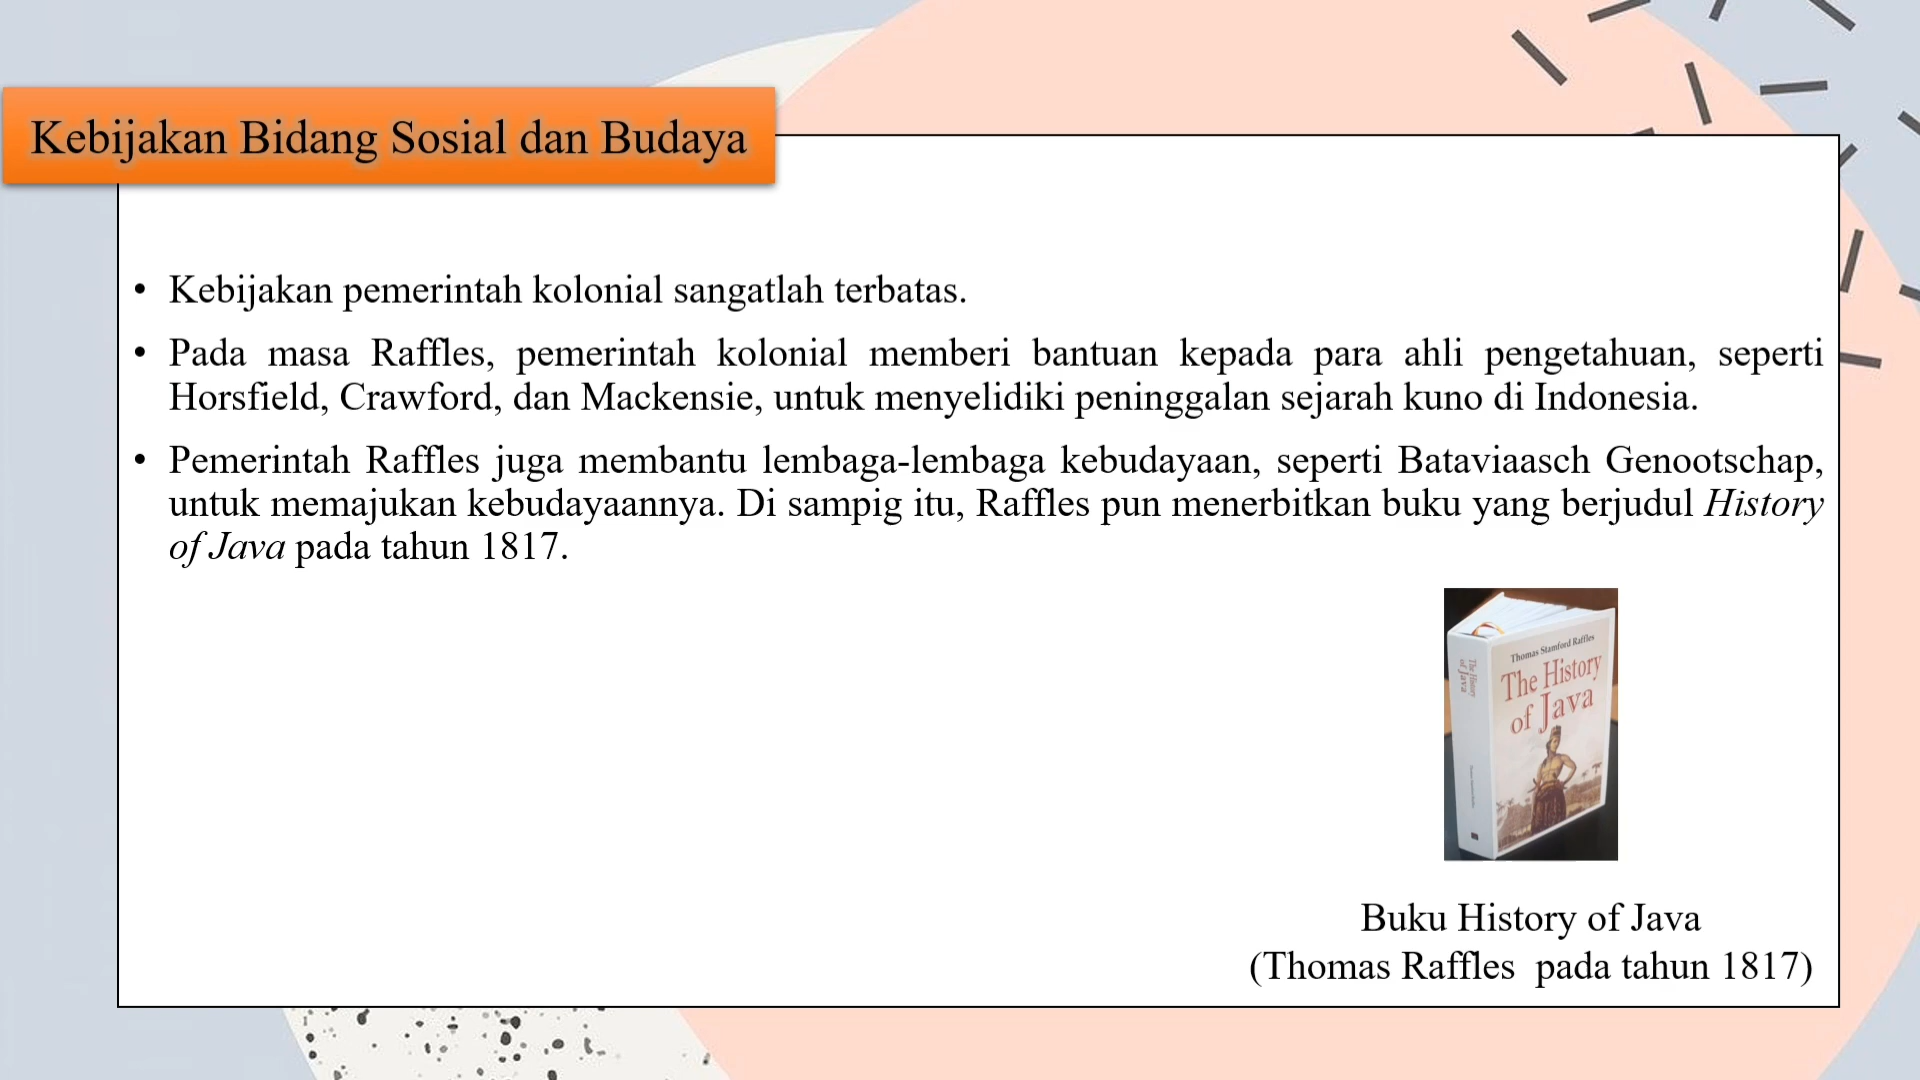 Kebijakan Bidang Sosial dan Budaya
• Kebijakan pemerintah kolonial sangatlah terbatas.
• Pada masa Raffles, pemerintah kolonial memberi bantuan kepada para ahli pengetahuan, seperti
Horsfield, Crawford, dan Mackensie, untuk menyelidiki peninggalan sejarah kuno di Indonesia.
• Pemerintah Raffles juga membantu lembaga-lembaga kebudayaan, seperti Bataviaasch Genootschap,
untuk memajukan kebudayaannya. Di sampig itu, Raffles pun menerbitkan buku yang berjudul History
of Java pada tahun 1817.
Thomas Stamford Raffles
The History
of Java
The History
of Java
Buku History of Java
(Thomas Raffles pada tahun 1817)